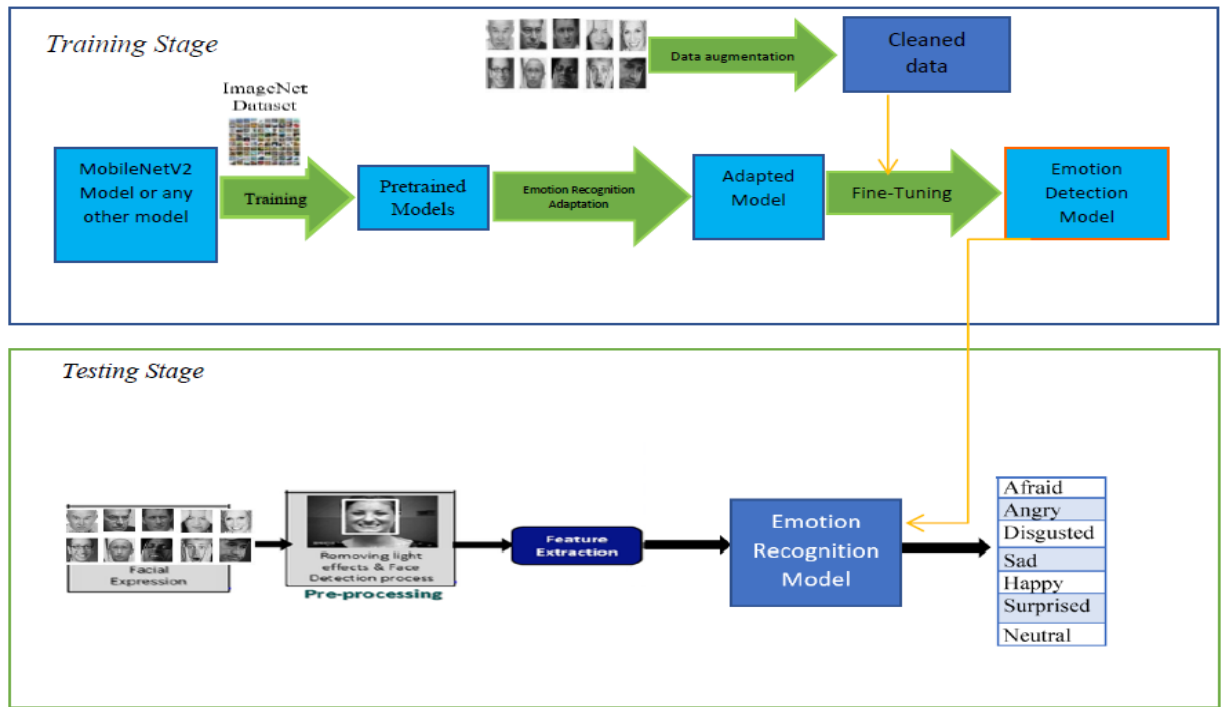 Training Stage
Data augmentation
Cleaned
data
ImageNet
Dataset
MobileNetV2
Model or any
other model
Training
Pretrained
Models
Emotion Recognition
Adaptation
Adapted
Model
Fine-Tuning
Emotion
Detection
Model
Testing Stage
Facial
Expression
Removing light
effects & Face
Detection process
Pre-processing
Feature
Extraction
Emotion
Recognition
Model
Afraid
Angry
Disgusted
Sad
Happy
Surprised
Neutral